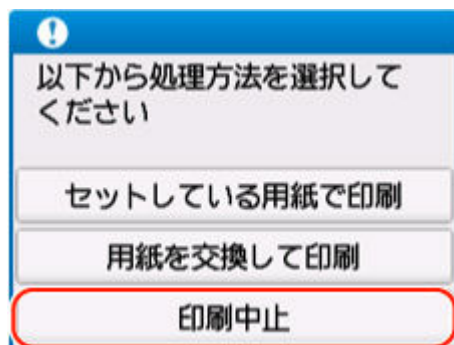 以下から処理方法を選択して
ください
セットしている用紙で印刷
用紙を交換して印刷
印刷中止